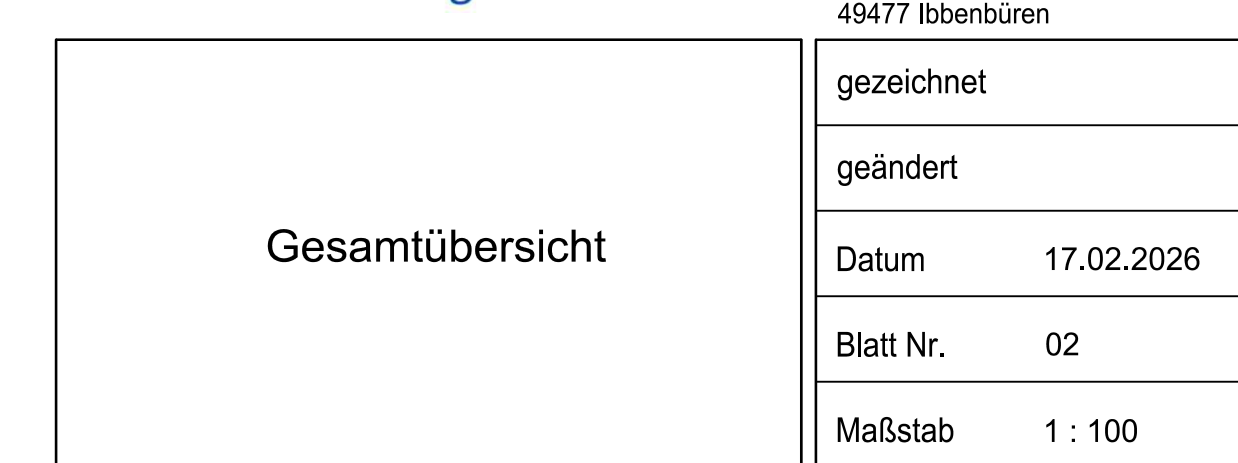 49477 Ibbenbüren
Gesamtübersicht
gezeichnet
geändert
Datum 17.02.2026
Blatt Nr. 02
Maßstab 1 : 100